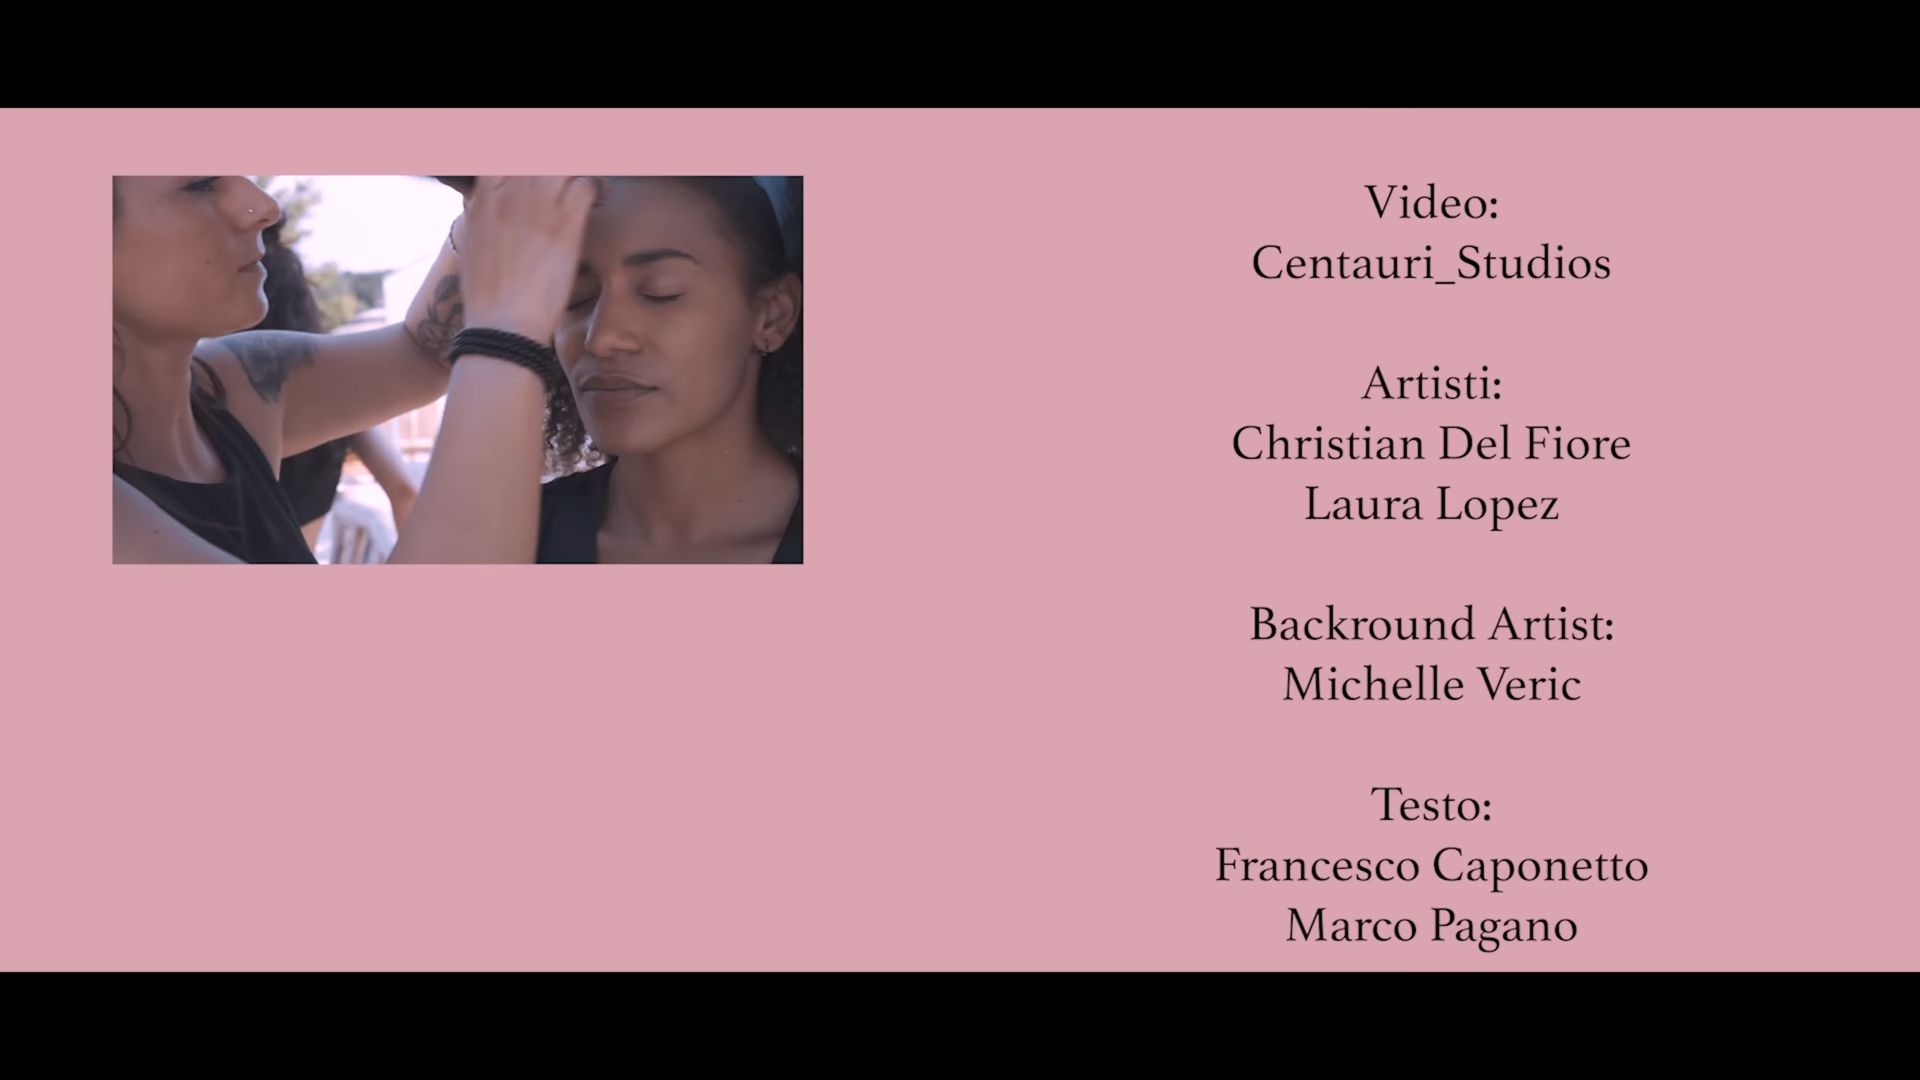 Video:
Centauri_Studios
Artisti:
Christian Del Fiore
Laura Lopez
Backround Artist:
Michelle Veric
Testo:
Francesco Caponetto
Marco Pagano